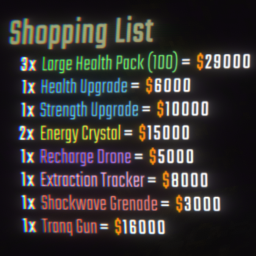 Shopping List
3x Large Health Pack (100) = $29000
1x Health Upgrade = $6000
1x Strength Upgrade = $10000
2x Energy Crystal = $15000
1x Recharge Drone = $5000
1x Extraction Tracker = $8000
1x Shockwave Grenade = $3000
1x Tranq Gun = $16000